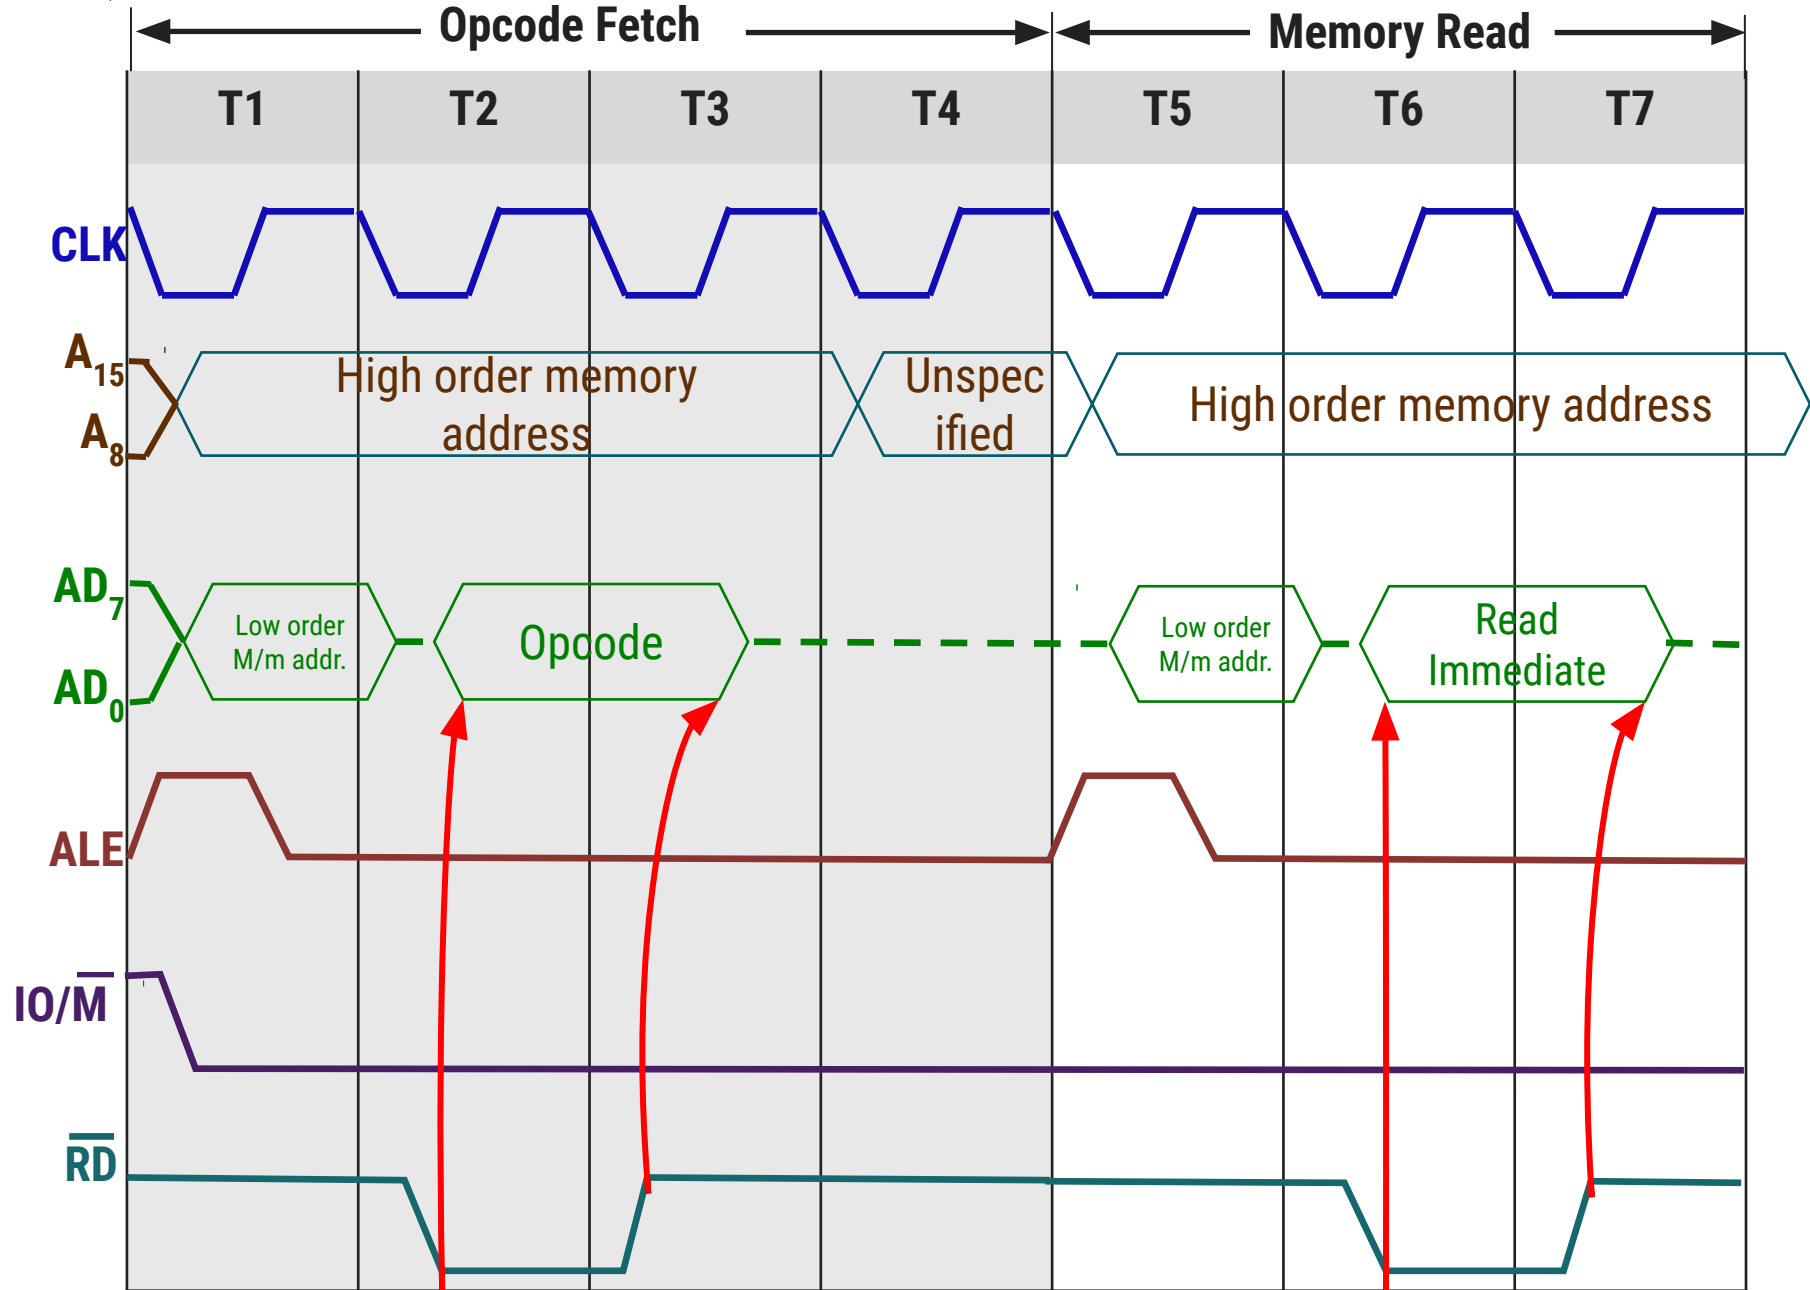 Opcode Fetch
Memory Read
T1 T2 T3 T4 T5 T6 T7
CLK
A15
A8
High order memory
address
Unspec
ified
High order memory address
AD7
AD0
Low order
M/m addr.
Opcode
Low order
M/m addr.
Read
Immediate
ALE
IO/M̅
R̅D̅